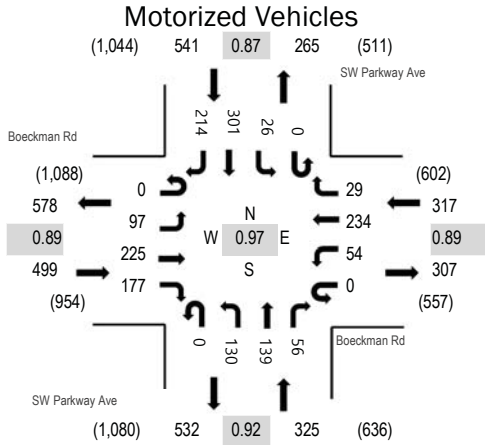 Motorized Vehicles
(1,044) 541 0.87 265 (511)
SW Parkway Ave
214 301 26 0
Boeckman Rd
(1,088)
578
0.89
499
(954)
0
97
225
177
N
W 0.97 E
S
29
234
54
0
(602)
317
0.89
307
(557)
0 130 139 56
Boeckman Rd
SW Parkway Ave
(1,080) 532 0.92 325 (636)